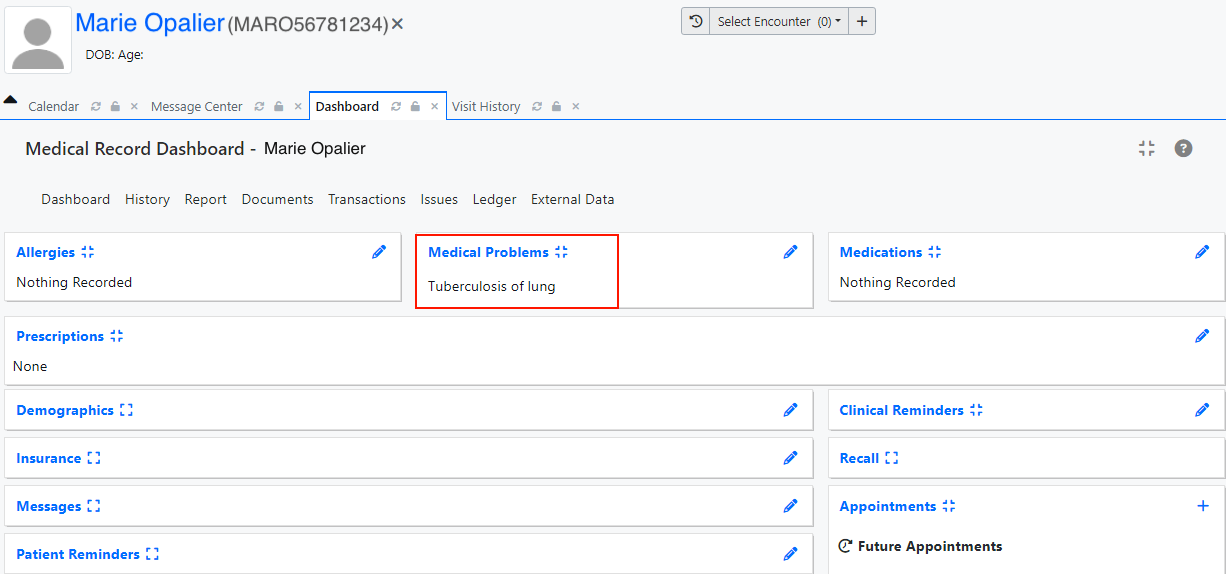 Marie Opalier (MARO56781234)
Select Encounter (0)
DOB: Age:
Calendar Message Center Dashboard Visit History
Medical Record Dashboard - Marie Opalier
Dashboard History Report Documents Transactions Issues Ledger External Data
Allergies Medical Problems Medications
Nothing Recorded Tuberculosis of lung Nothing Recorded
Prescriptions
None
Demographics Clinical Reminders
Insurance Recall
Messages Appointments
Future Appointments
Patient Reminders